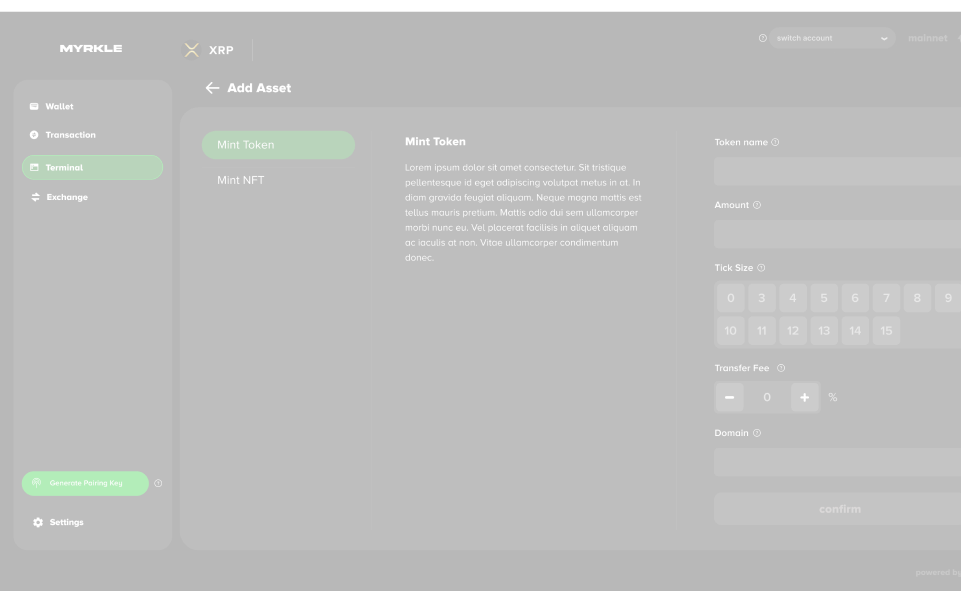 MYRKLE
XRP
switch account
mainnet
Add Asset
Wallet
Transaction
Terminal
Exchange
Generate Pairing Key
Settings
Mint Token
Mint NFT
Mint Token
Lorem ipsum dolor sit amet consectetur. Sit tristique
pellentesque id eget adipiscing volutpat metus in at. In
diam gravida feugiat aliquam. Neque magna mattis est
tellus mauris pretium. Mattis odio dui sem ullamcorper
morbi nunc eu. Vel placerat facilisis in aliquet aliquam
ac iaculis at non. Vitae ullamcorper condimentum
donec.
Token name
Amount
Tick Size
0 3 4 5 6 7 8 9
10 11 12 13 14 15
Transfer Fee
− 0 + %
Domain
confirm
powered by